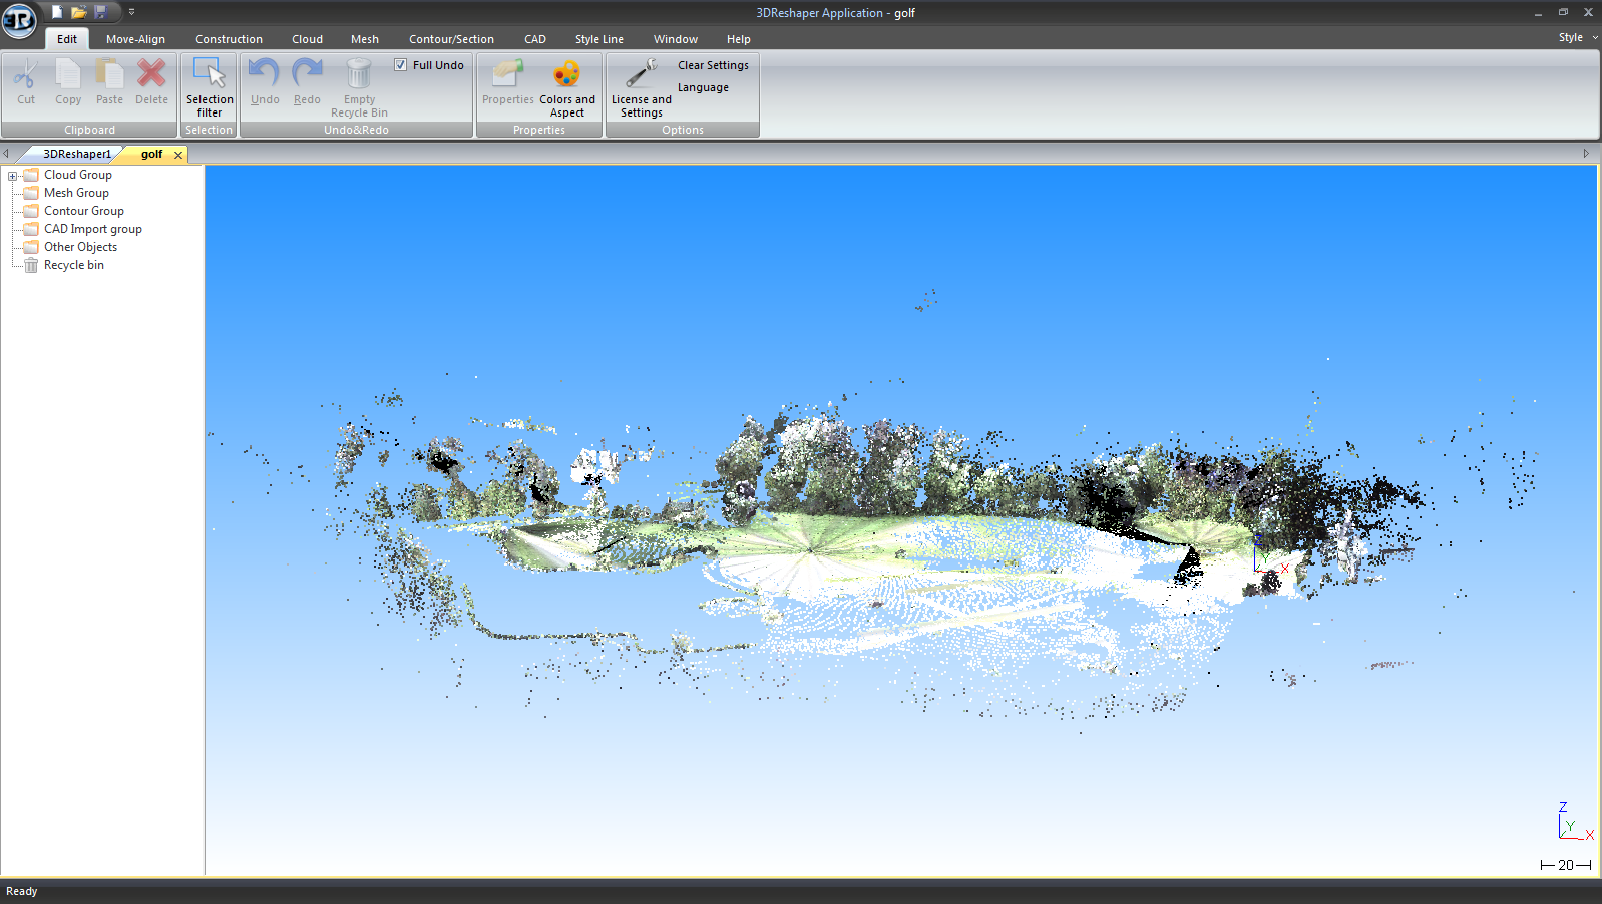 3DReshaper Application - golf
3R
Edit Move-Align Construction Cloud Mesh Contour/Section CAD Style Line Window Help Style
Cut Copy Paste Delete
Clipboard
Selection
filter
Selection
Undo Redo Empty
Recycle Bin
Full Undo
Undo&Redo
Properties Colors and
Aspect
Properties
License and
Settings
Clear Settings
Language
Options
3DReshaper1 golf
Cloud Group
Mesh Group
Contour Group
CAD Import group
Other Objects
Recycle bin
Z
Y
X
Z
Y
X
20
Ready